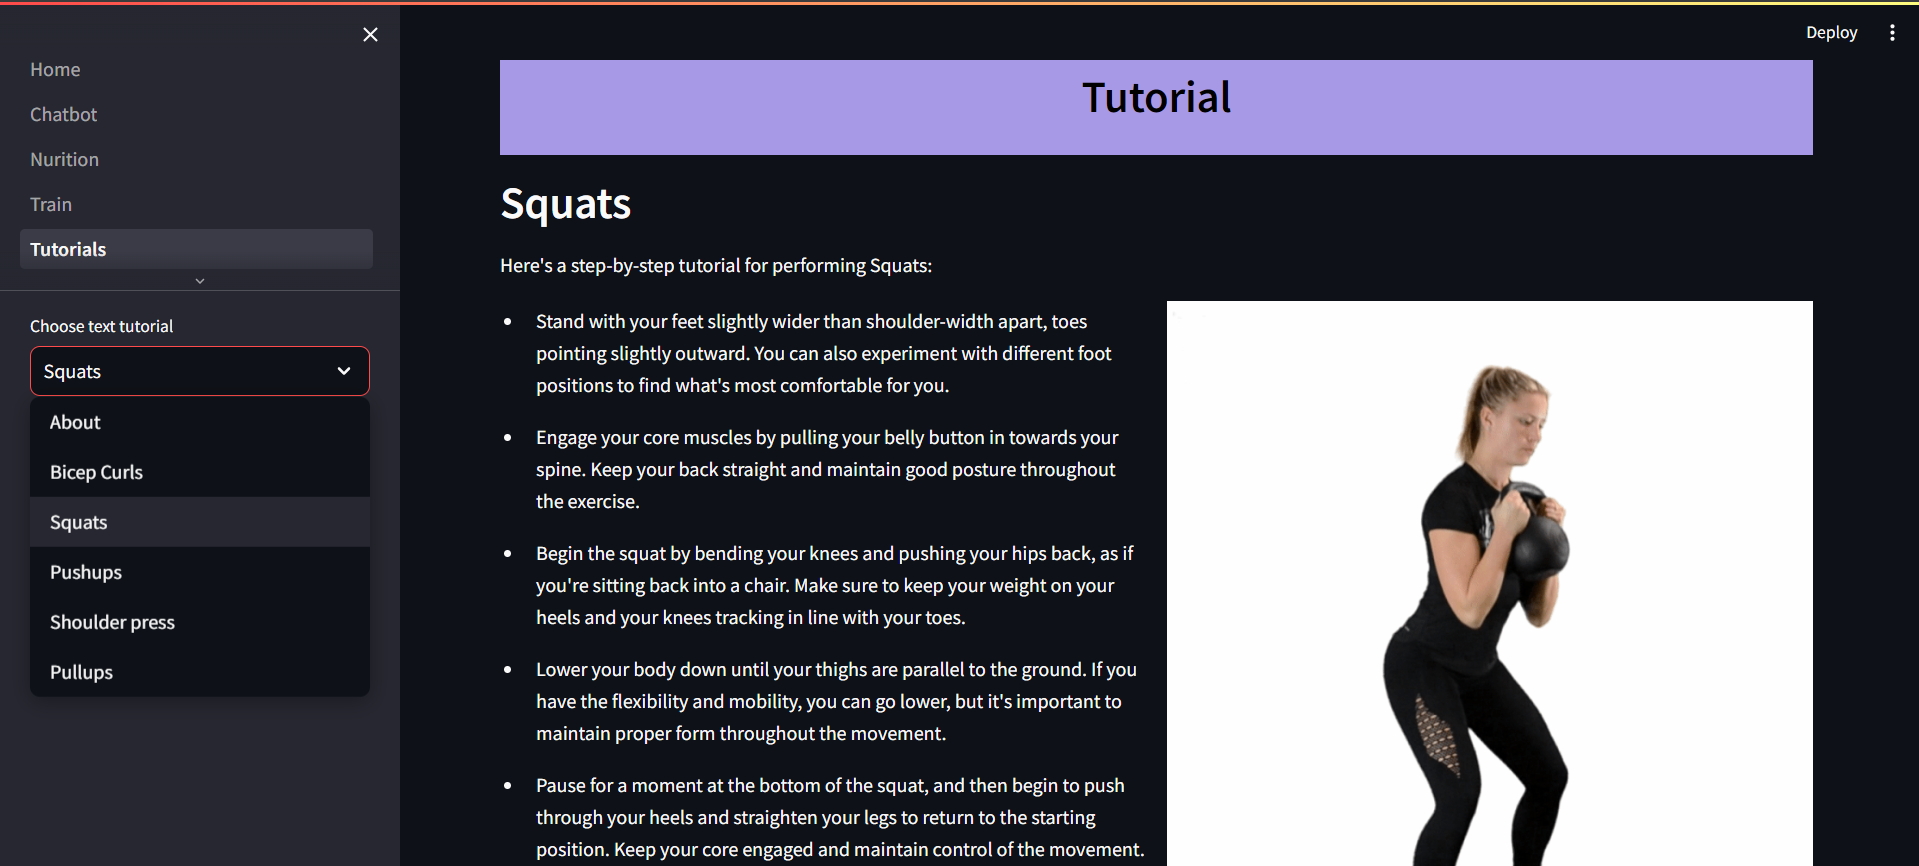 Deploy
Home
Chatbot
Nurition
Train
Tutorials
Choose text tutorial
Squats
About
Bicep Curls
Squats
Pushups
Shoulder press
Pullups
Tutorial
Squats
Here's a step-by-step tutorial for performing Squats:
• Stand with your feet slightly wider than shoulder-width apart, toes
pointing slightly outward. You can also experiment with different foot
positions to find what's most comfortable for you.
• Engage your core muscles by pulling your belly button in towards your
spine. Keep your back straight and maintain good posture throughout
the exercise.
• Begin the squat by bending your knees and pushing your hips back, as if
you're sitting back into a chair. Make sure to keep your weight on your
heels and your knees tracking in line with your toes.
• Lower your body down until your thighs are parallel to the ground. If you
have the flexibility and mobility, you can go lower, but it's important to
maintain proper form throughout the movement.
• Pause for a moment at the bottom of the squat, and then begin to push
through your heels and straighten your legs to return to the starting
position. Keep your core engaged and maintain control of the movement.